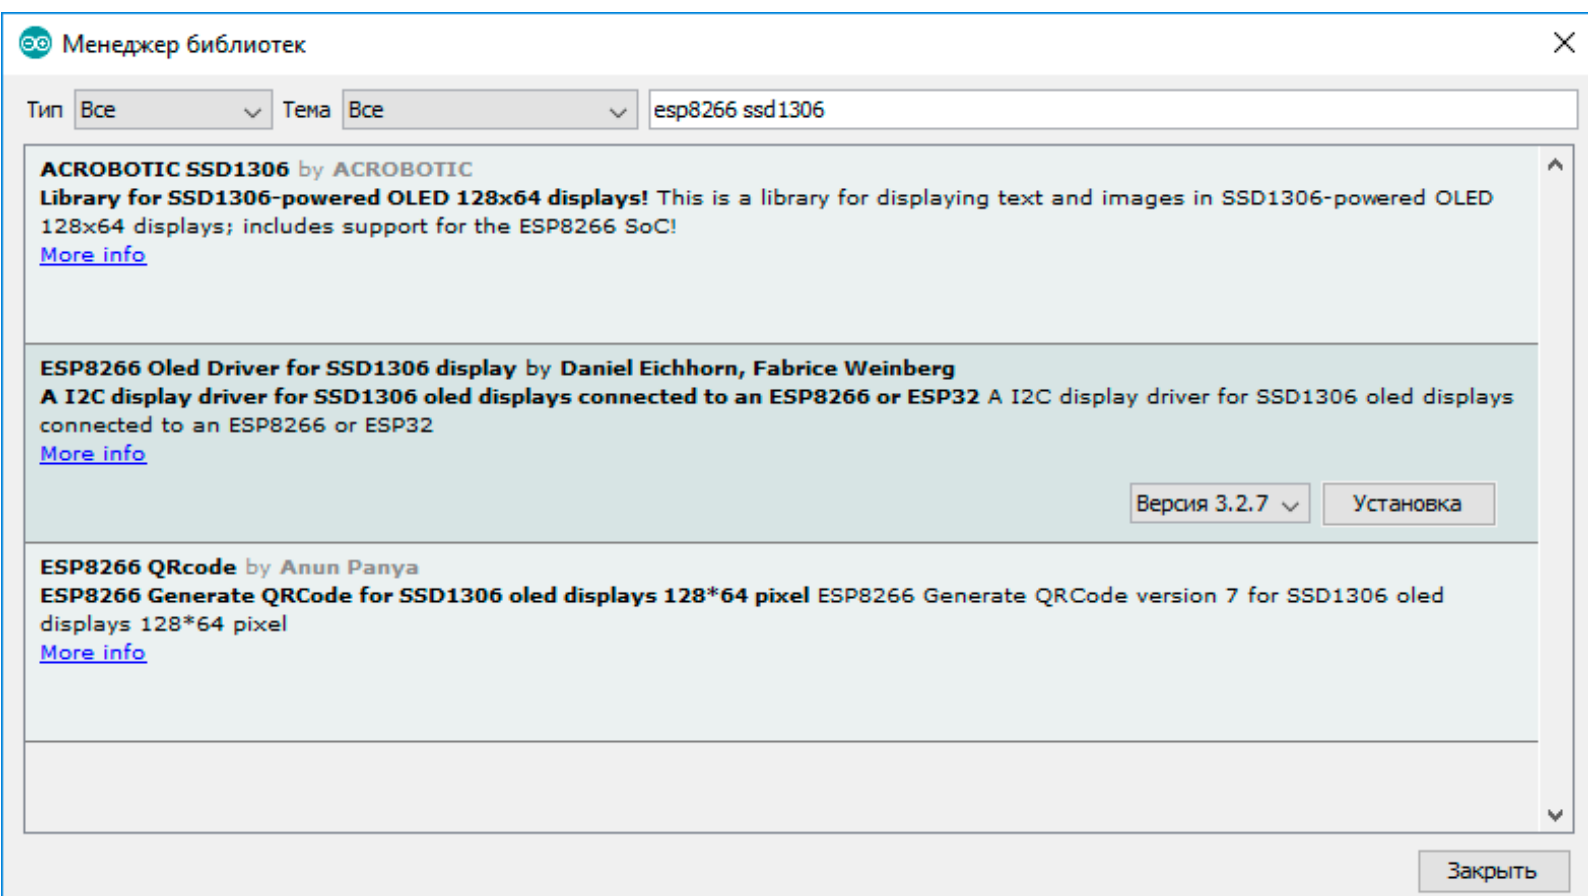 Менеджер библиотек
Тип Все Тема Все esp8266 ssd1306
ACROBOTIC SSD1306 by ACROBOTIC
Library for SSD1306-powered OLED 128x64 displays! This is a library for displaying text and images in SSD1306-powered OLED
128x64 displays; includes support for the ESP8266 SoC!
More info
ESP8266 Oled Driver for SSD1306 display by Daniel Eichhorn, Fabrice Weinberg
A I2C display driver for SSD1306 oled displays connected to an ESP8266 or ESP32 A I2C display driver for SSD1306 oled displays
connected to an ESP8266 or ESP32
More info
Версия 3.2.7 Установка
ESP8266 QRcode by Anun Panya
ESP8266 Generate QRCode for SSD1306 oled displays 128*64 pixel ESP8266 Generate QRCode version 7 for SSD1306 oled
displays 128*64 pixel
More info
Закрыть